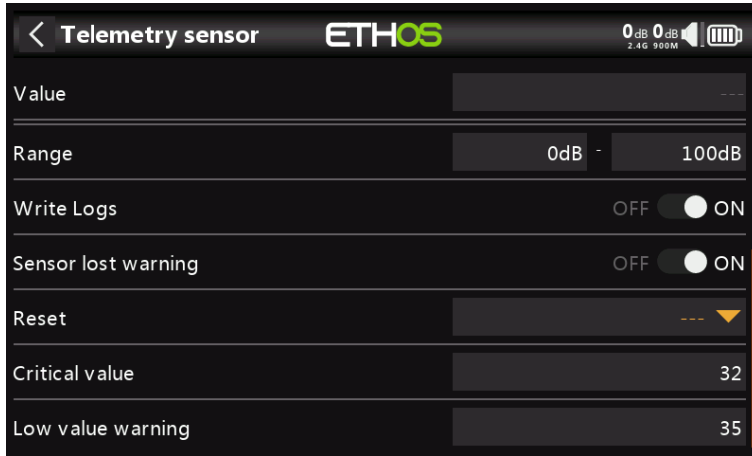 Telemetry sensor ETHOS 0dB 0dB
2.4G 900M
Value ---
Range 0dB - 100dB
Write Logs OFF ON
Sensor lost warning OFF ON
Reset ---
Critical value 32
Low value warning 35